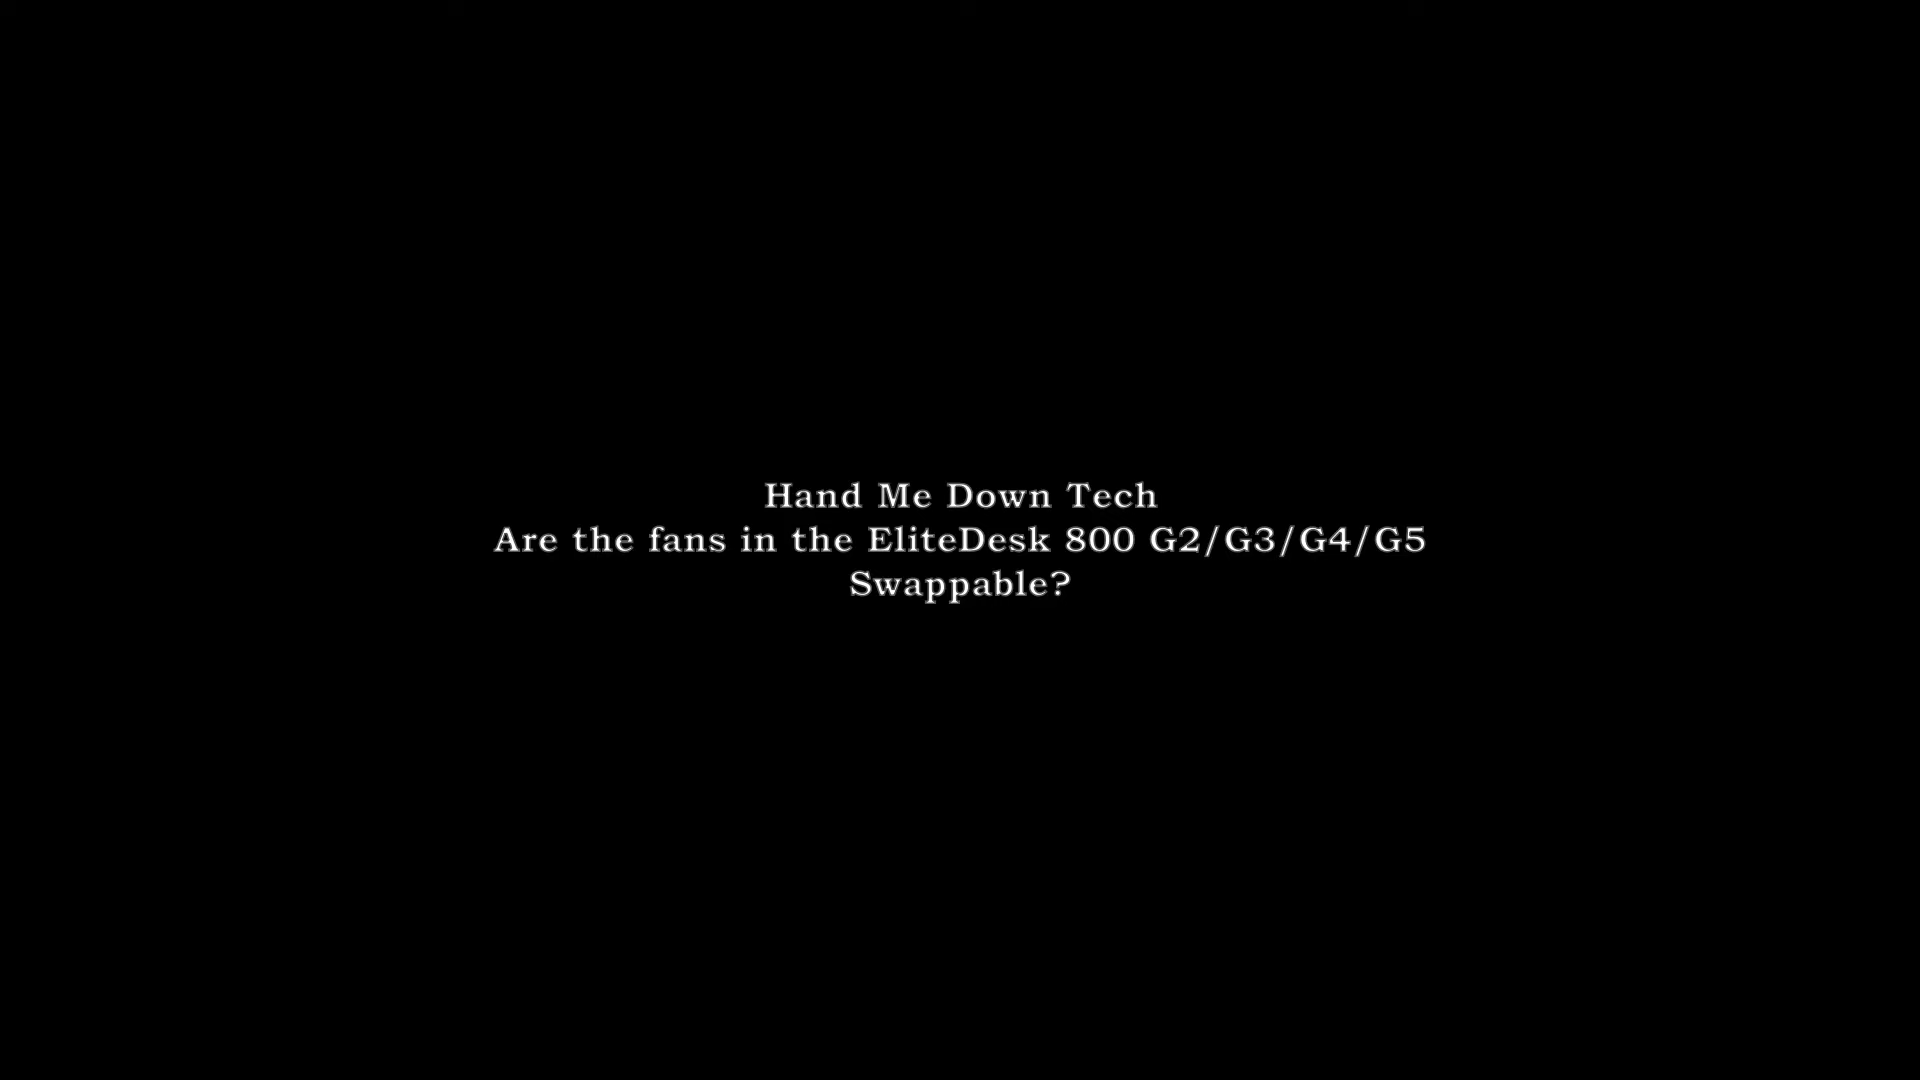 Hand Me Down Tech
Are the fans in the EliteDesk 800 G2/G3/G4/G5
Swappable?